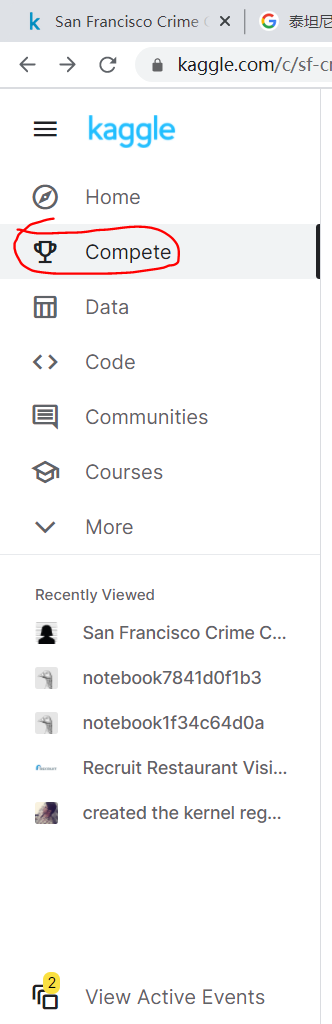 San Francisco Crime C
泰坦尼
kaggle.com/c/sf-cr
kaggle
Home
Compete
Data
Code
Communities
Courses
More
Recently Viewed
San Francisco Crime C...
notebook7841d0f1b3
notebook1f34c64d0a
Recruit Restaurant Visi...
created the kernel reg...
2
View Active Events